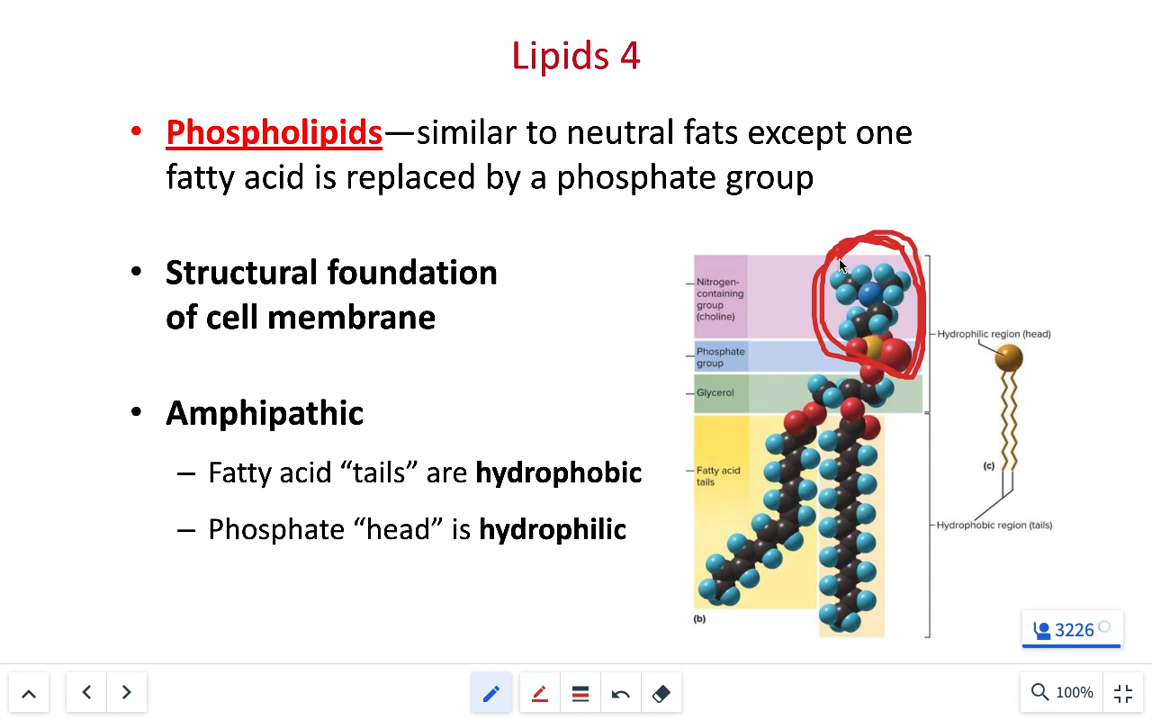 Lipids 4
• Phospholipids—similar to neutral fats except one
fatty acid is replaced by a phosphate group
• Structural foundation
of cell membrane
• Amphipathic
– Fatty acid “tails” are hydrophobic
– Phosphate “head” is hydrophilic
Nitrogen-
containing
group
(choline)
Phosphate
group
Glycerol
Fatty acid
tails
(b)
Hydrophilic region (head)
(c)
Hydrophobic region (tails)
3226
100%